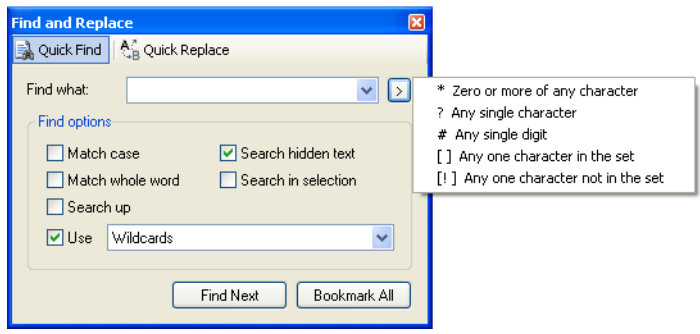 Find and Replace
Quick Find Quick Replace
Find what: >
* Zero or more of any character
? Any single character
# Any single digit
[ ] Any one character in the set
[! ] Any one character not in the set
Find options
Match case Search hidden text
Match whole word Search in selection
Search up
Use Wildcards
Find Next Bookmark All